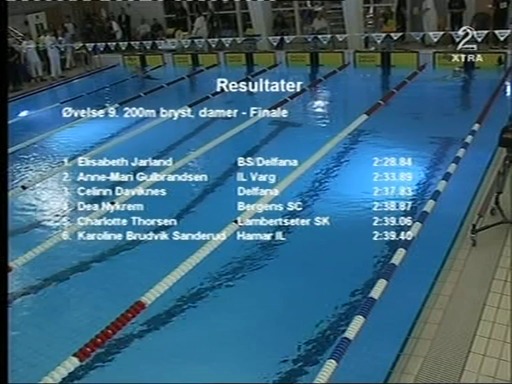 2
XTRA
Resultater
Øvelse 9. 200m bryst, damer - Finale
1. Elisabeth Jarland BS/Delfana 2:28.84
2. Anne-Mari Gulbrandsen IL Varg 2:33.89
3. Celinn Daviknes Delfana 2:37.83
4. Dea Nykrem Bergens SC 2:38.87
5. Charlotte Thorsen Lambertseter SK 2:39.06
6. Karoline Brudvik Sanderud Hamar IL 2:39.40